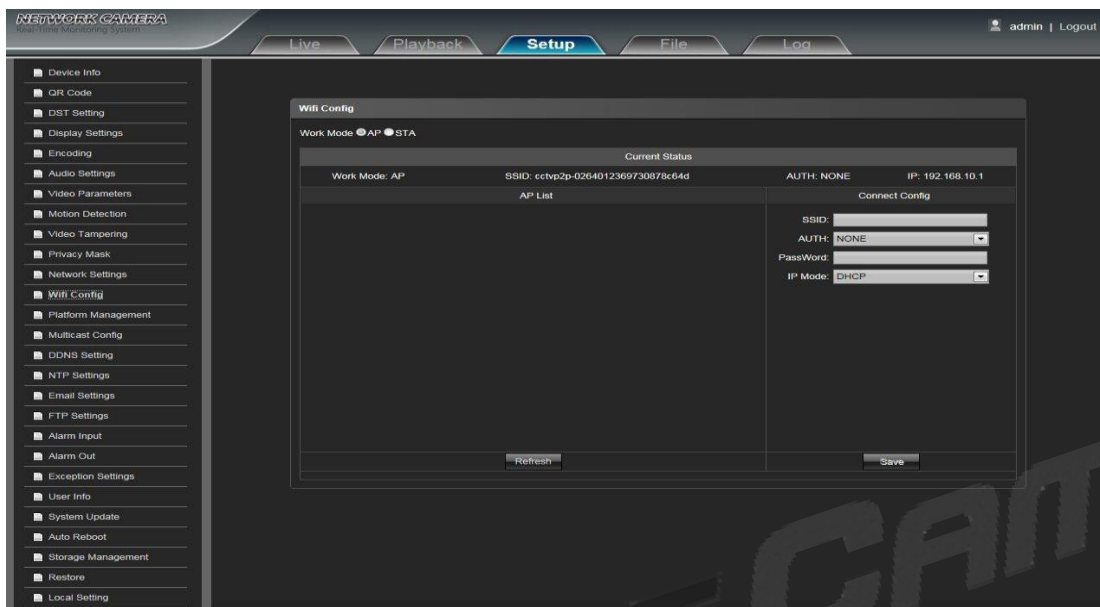 NETWORK CAMERA
Real-Time Monitoring System
admin | Logout
Live
Playback
Setup
File
Log
Device Info
QR Code
DST Setting
Display Settings
Encoding
Audio Settings
Video Parameters
Motion Detection
Video Tampering
Privacy Mask
Network Settings
Wifi Config
Platform Management
Multicast Config
DDNS Setting
NTP Settings
Email Settings
FTP Settings
Alarm Input
Alarm Out
Exception Settings
User Info
System Update
Auto Reboot
Storage Management
Restore
Local Setting
Wifi Config
Work Mode AP STA
Current Status
Work Mode: AP SSID: cctvp2p-0264012369730878c64d AUTH: NONE IP: 192.168.10.1
AP List
Connect Config
SSID:
AUTH: NONE
PassWord:
IP Mode: DHCP
Refresh
Save